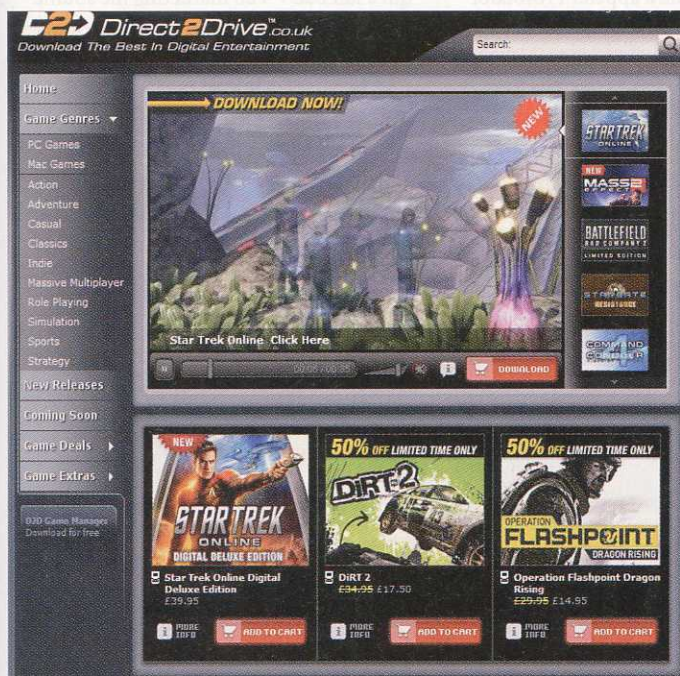 D2D Direct2Drive™.co.uk
Download The Best In Digital Entertainment
Search:
Home
Game Genres
PC Games
Mac Games
Action
Adventure
Casual
Classics
Indie
Massive Multiplayer
Role Playing
Simulation
Sports
Strategy
New Releases
Coming Soon
Game Deals
Game Extras
D2D Game Manager
Download for free
DOWNLOAD NOW!
NEW
Star Trek Online Click Here
DOWNLOAD
STAR TREK
ONLINE
NEW
MASS EFFECT 2
BATTLEFIELD
BAD COMPANY 2
LIMITED EDITION
STARGATE
RESISTANCE
COMMAND
CONQUER
4
NEW
STAR TREK
ONLINE
DIGITAL DELUXE EDITION
Star Trek Online Digital
Deluxe Edition
£39.95
MORE
INFO
ADD TO CART
50% OFF LIMITED TIME ONLY
DiRT:2
DiRT 2
£34.95 £17.50
MORE
INFO
ADD TO CART
50% OFF LIMITED TIME ONLY
OPERATION
FLASHPOINT
DRAGON RISING
Operation Flashpoint Dragon
Rising
£29.95 £14.95
MORE
INFO
ADD TO CART